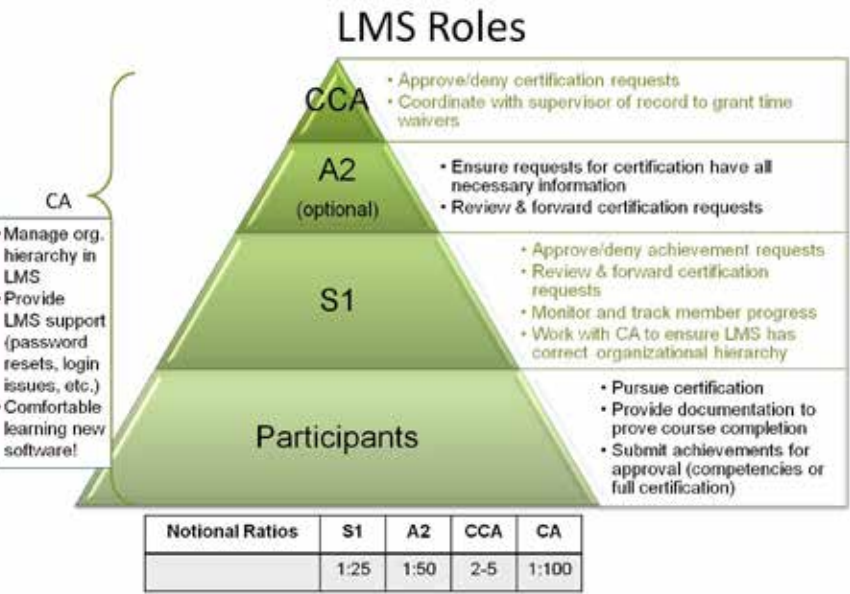 LMS Roles
CCA
• Approve/deny certification requests
• Coordinate with supervisor of record to grant time
waivers
A2
(optional)
• Ensure requests for certification have all
necessary information
• Review & forward certification requests
CA
Manage org.
hierarchy in
LMS
Provide
LMS support
(password
resets, login
issues, etc.)
Comfortable
learning new
software!
S1
• Approve/deny achievement requests
• Review & forward certification
requests
• Monitor and track member progress
• Work with CA to ensure LMS has
correct organizational hierarchy
Participants
• Pursue certification
• Provide documentation to
prove course completion
• Submit achievements for
approval (competencies or
full certification)
Notional Ratios S1 A2 CCA CA
1:25 1:50 2-5 1:100